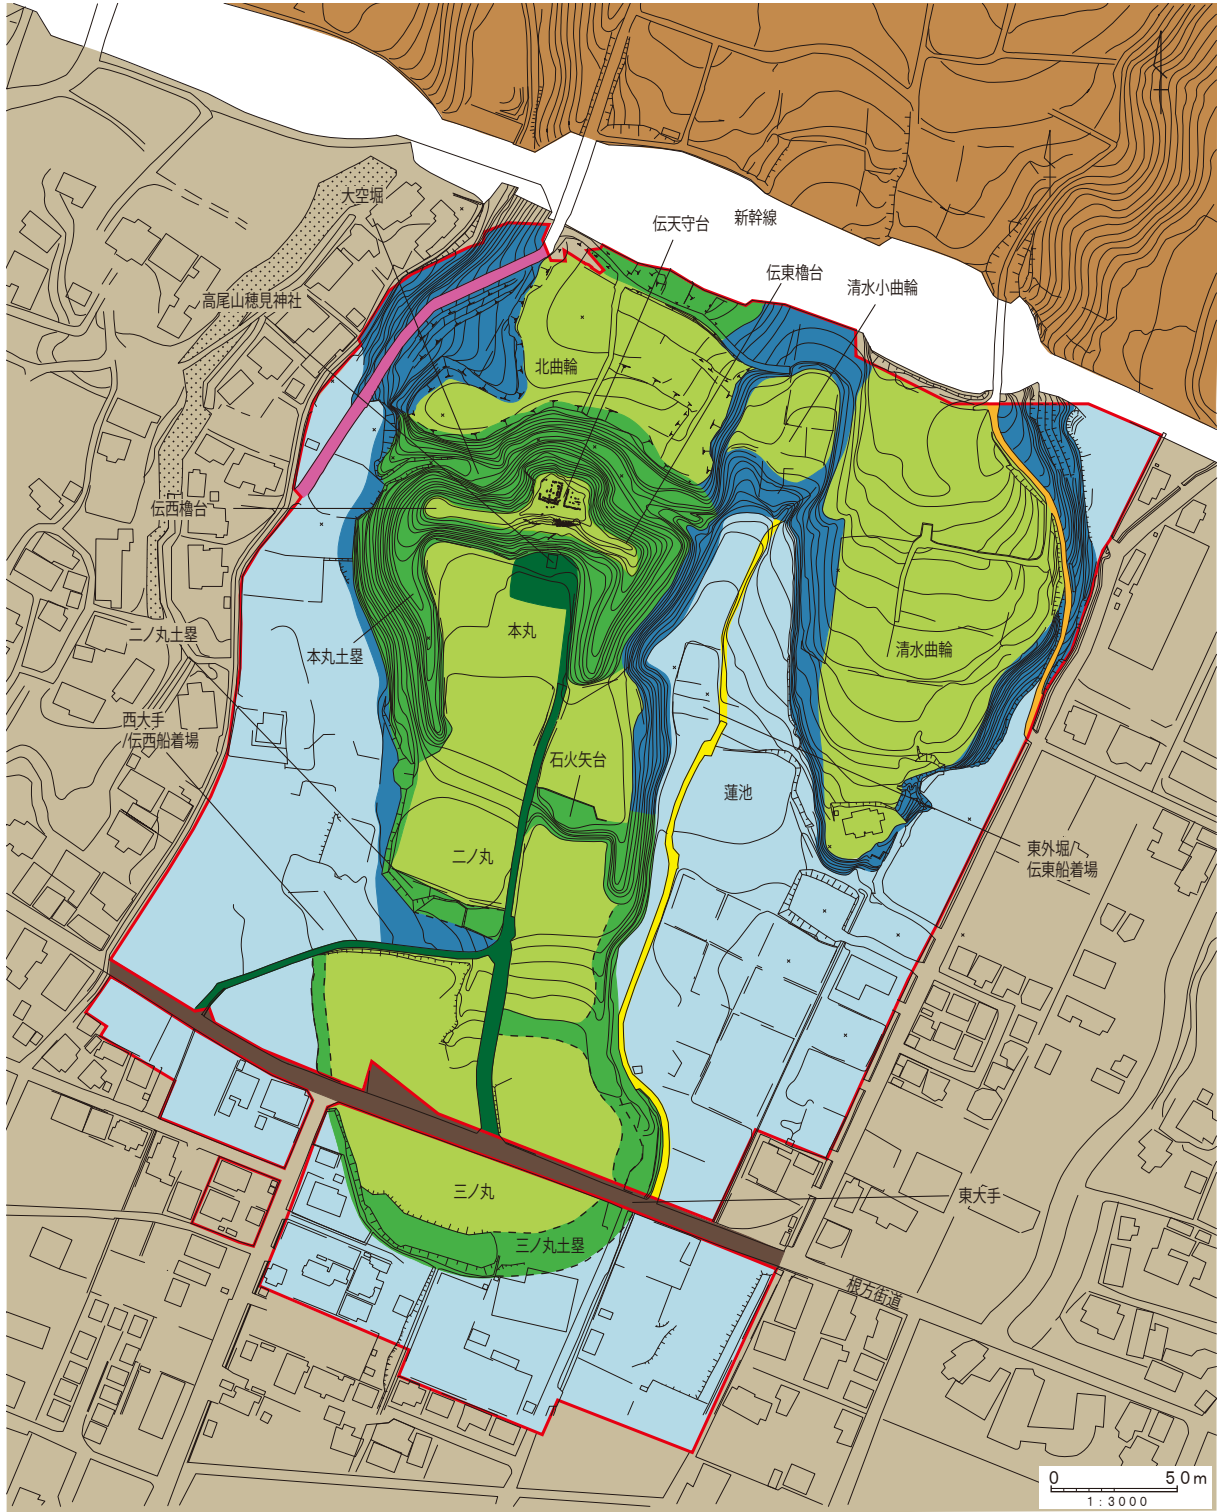 大空堀
伝天守台
新幹線
伝東櫓台
清水小曲輪
高尾山穂見神社
北曲輪
伝西櫓台
二ノ丸土塁
本丸土塁
本丸
清水曲輪
西大手
/伝西船着場
石火矢台
蓮池
二ノ丸
東外堀/
伝東船着場
三ノ丸
東大手
三ノ丸土塁
根方街道
0 50m
1:3000